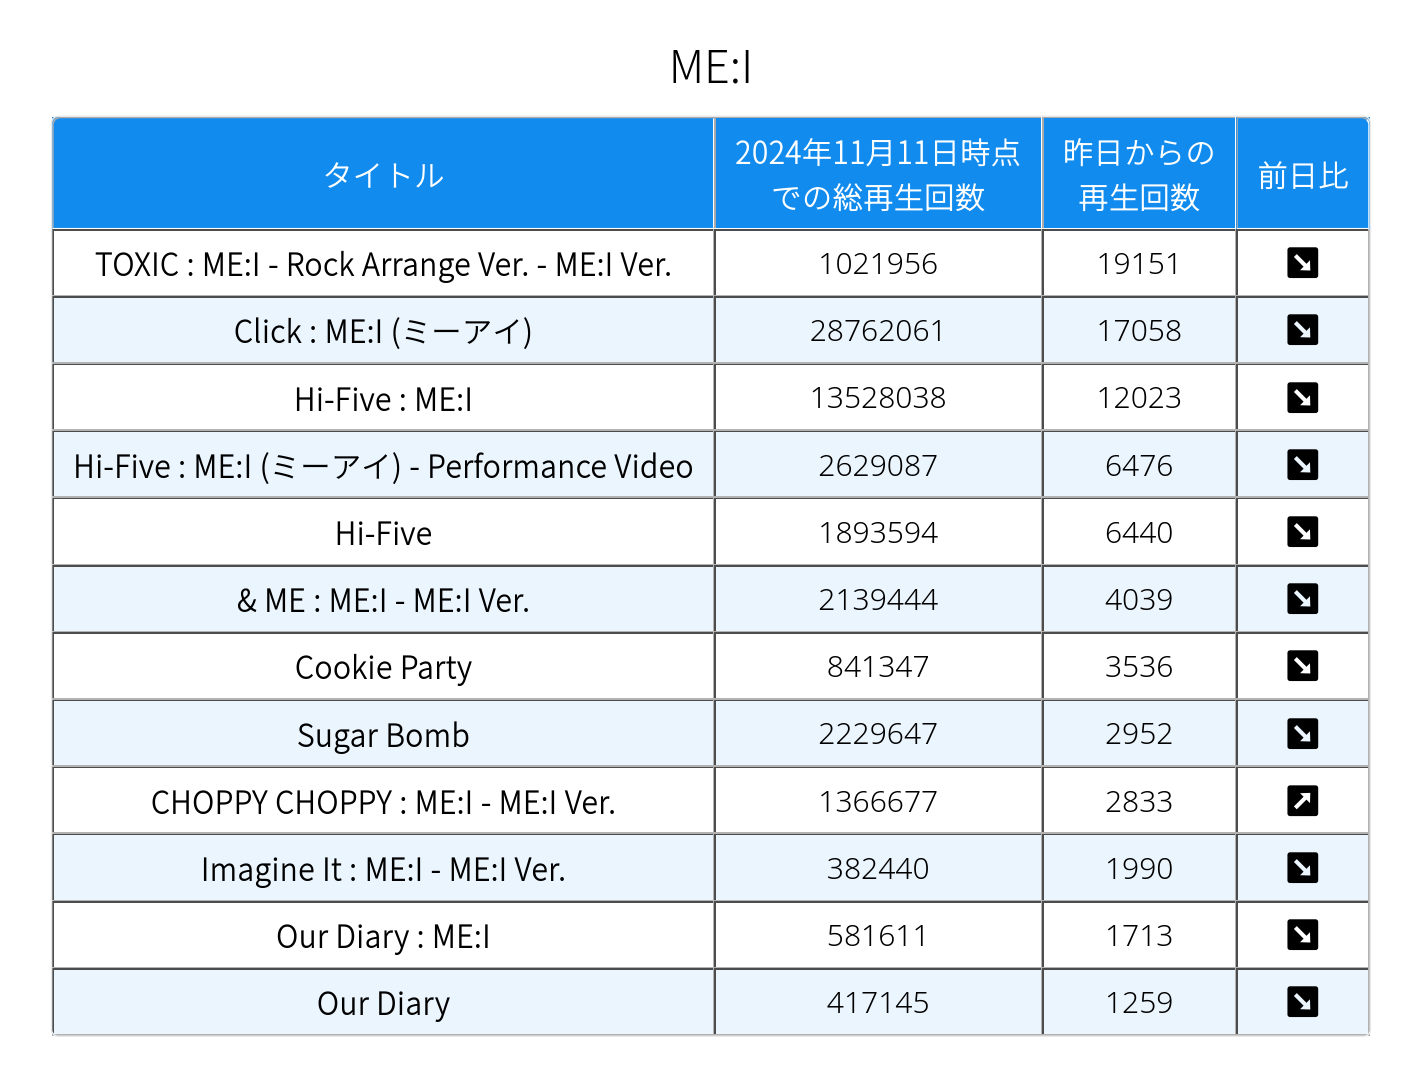 ME:I
タイトル 2024年11月11日時点での総再生回数 昨日からの再生回数 前日比
TOXIC : ME:I - Rock Arrange Ver. - ME:I Ver. 1021956 19151 ↘
Click : ME:I (ミーアイ) 28762061 17058 ↘
Hi-Five : ME:I 13528038 12023 ↘
Hi-Five : ME:I (ミーアイ) - Performance Video 2629087 6476 ↘
Hi-Five 1893594 6440 ↘
& ME : ME:I - ME:I Ver. 2139444 4039 ↘
Cookie Party 841347 3536 ↘
Sugar Bomb 2229647 2952 ↘
CHOPPY CHOPPY : ME:I - ME:I Ver. 1366677 2833 ↗
Imagine It : ME:I - ME:I Ver. 382440 1990 ↘
Our Diary : ME:I 581611 1713 ↘
Our Diary 417145 1259 ↘